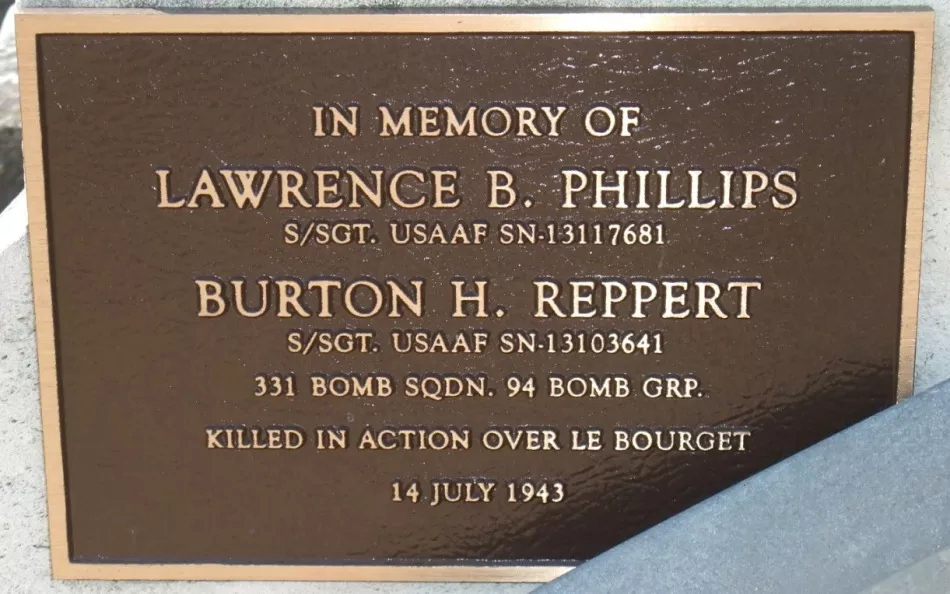 IN MEMORY OF
LAWRENCE B. PHILLIPS
S/SGT. USAAF SN-13117681
BURTON H. REPPERT
S/SGT. USAAF SN-13103641
331 BOMB SQDN. 94 BOMB GRP.
KILLED IN ACTION OVER LE BOURGET
14 JULY 1943